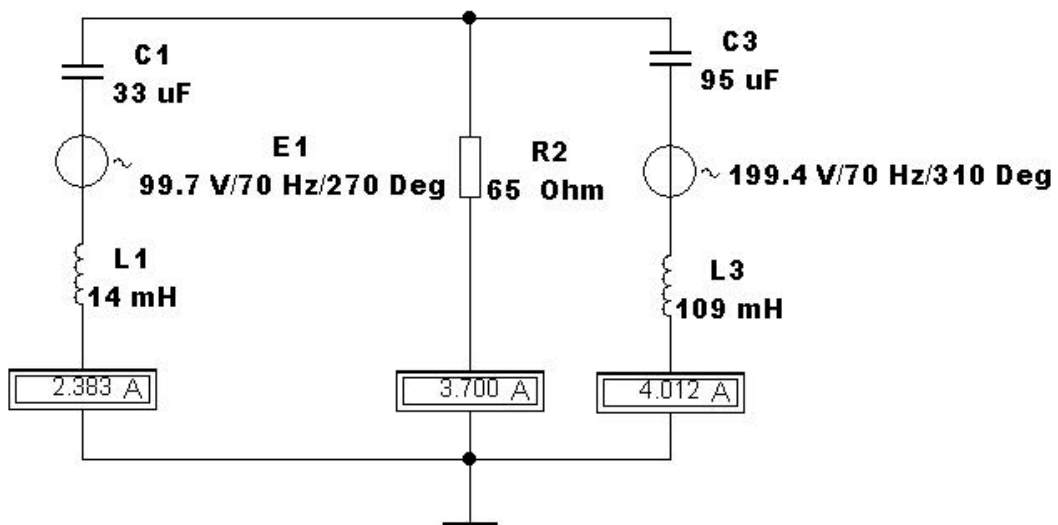 C1
33 uF
E1
99.7 V/70 Hz/270 Deg
L1
14 mH
2.383 A
R2
65 Ohm
3.700 A
C3
95 uF
199.4 V/70 Hz/310 Deg
L3
109 mH
4.012 A